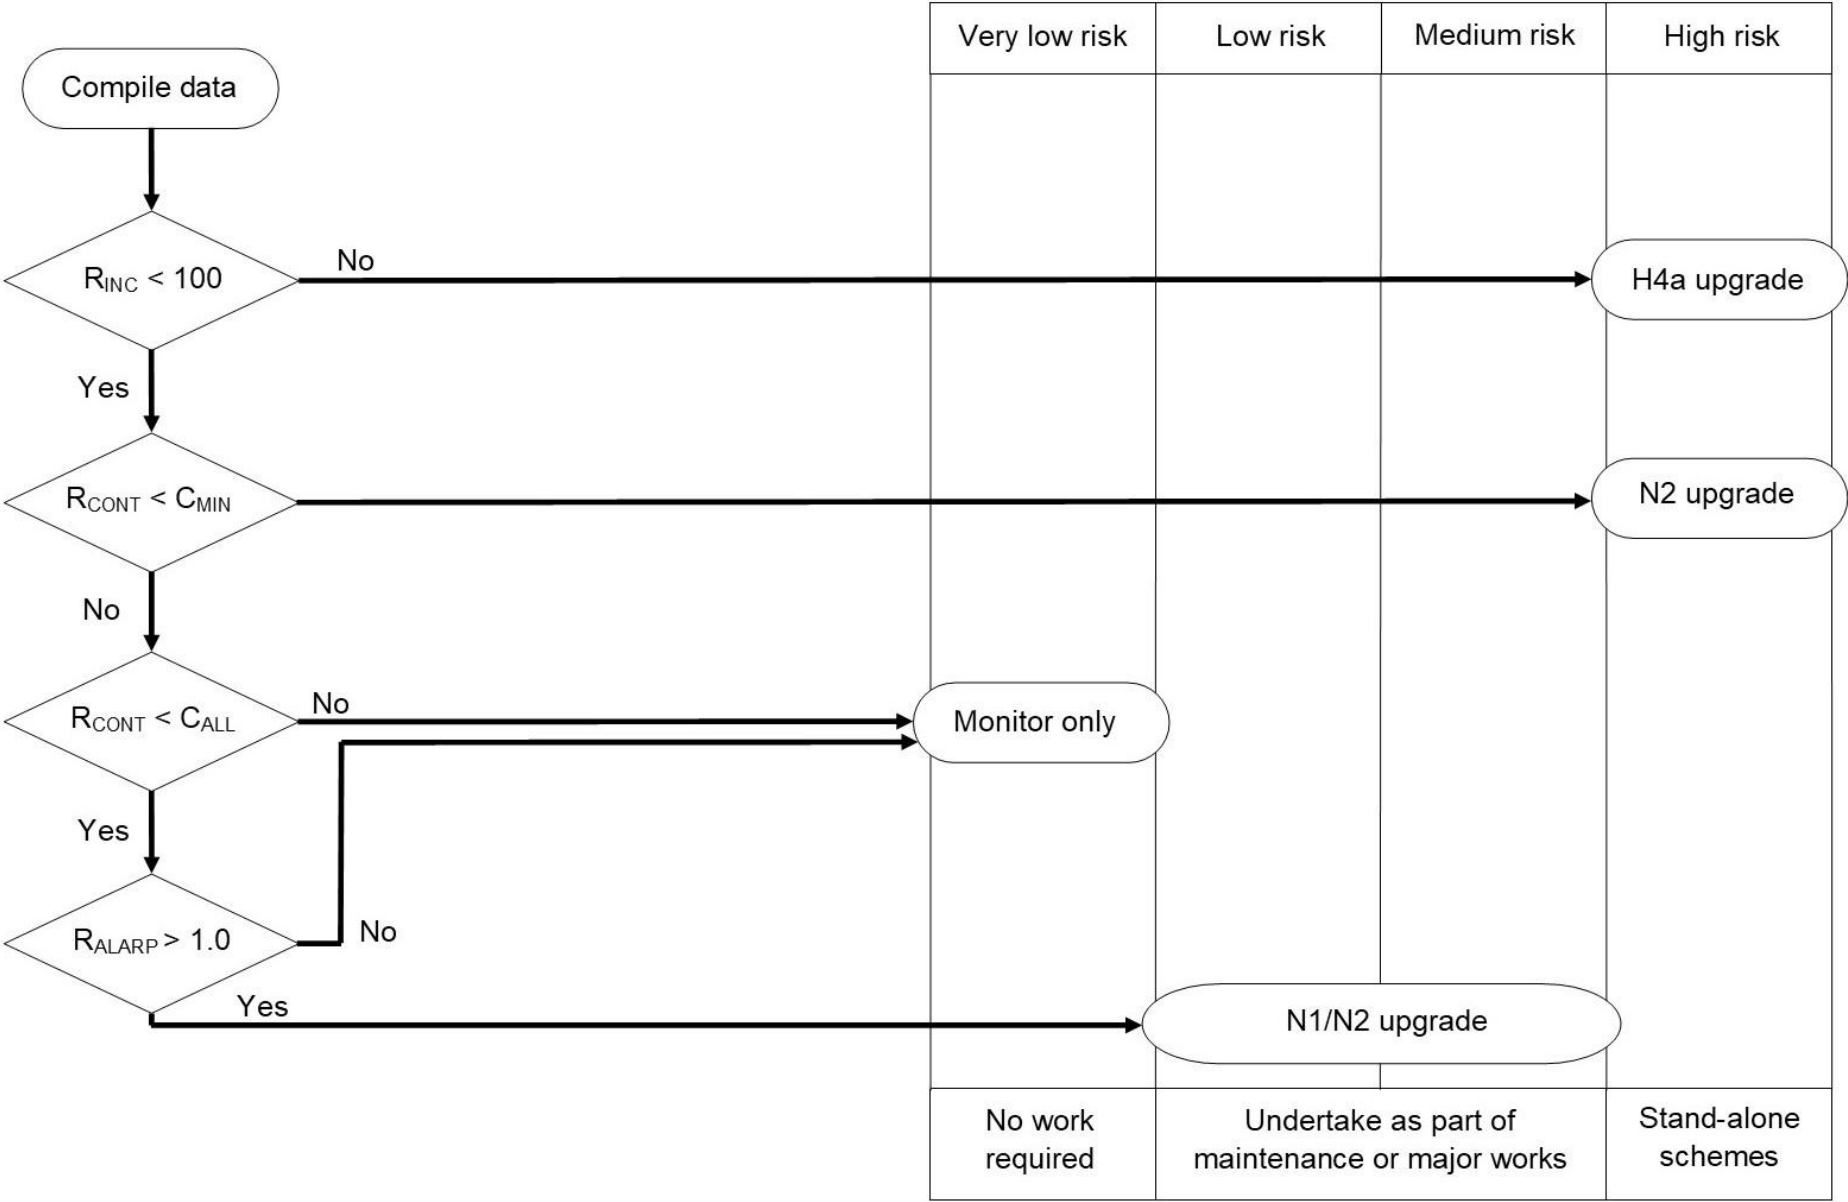 Very low risk
Low risk
Medium risk
High risk
Compile data
RINC < 100
No
H4a upgrade
Yes
RCONT < CMIN
N2 upgrade
No
RCONT < CALL
No
Monitor only
Yes
RALARP > 1.0
No
Yes
N1/N2 upgrade
No work
required
Undertake as part of
maintenance or major works
Stand-alone
schemes